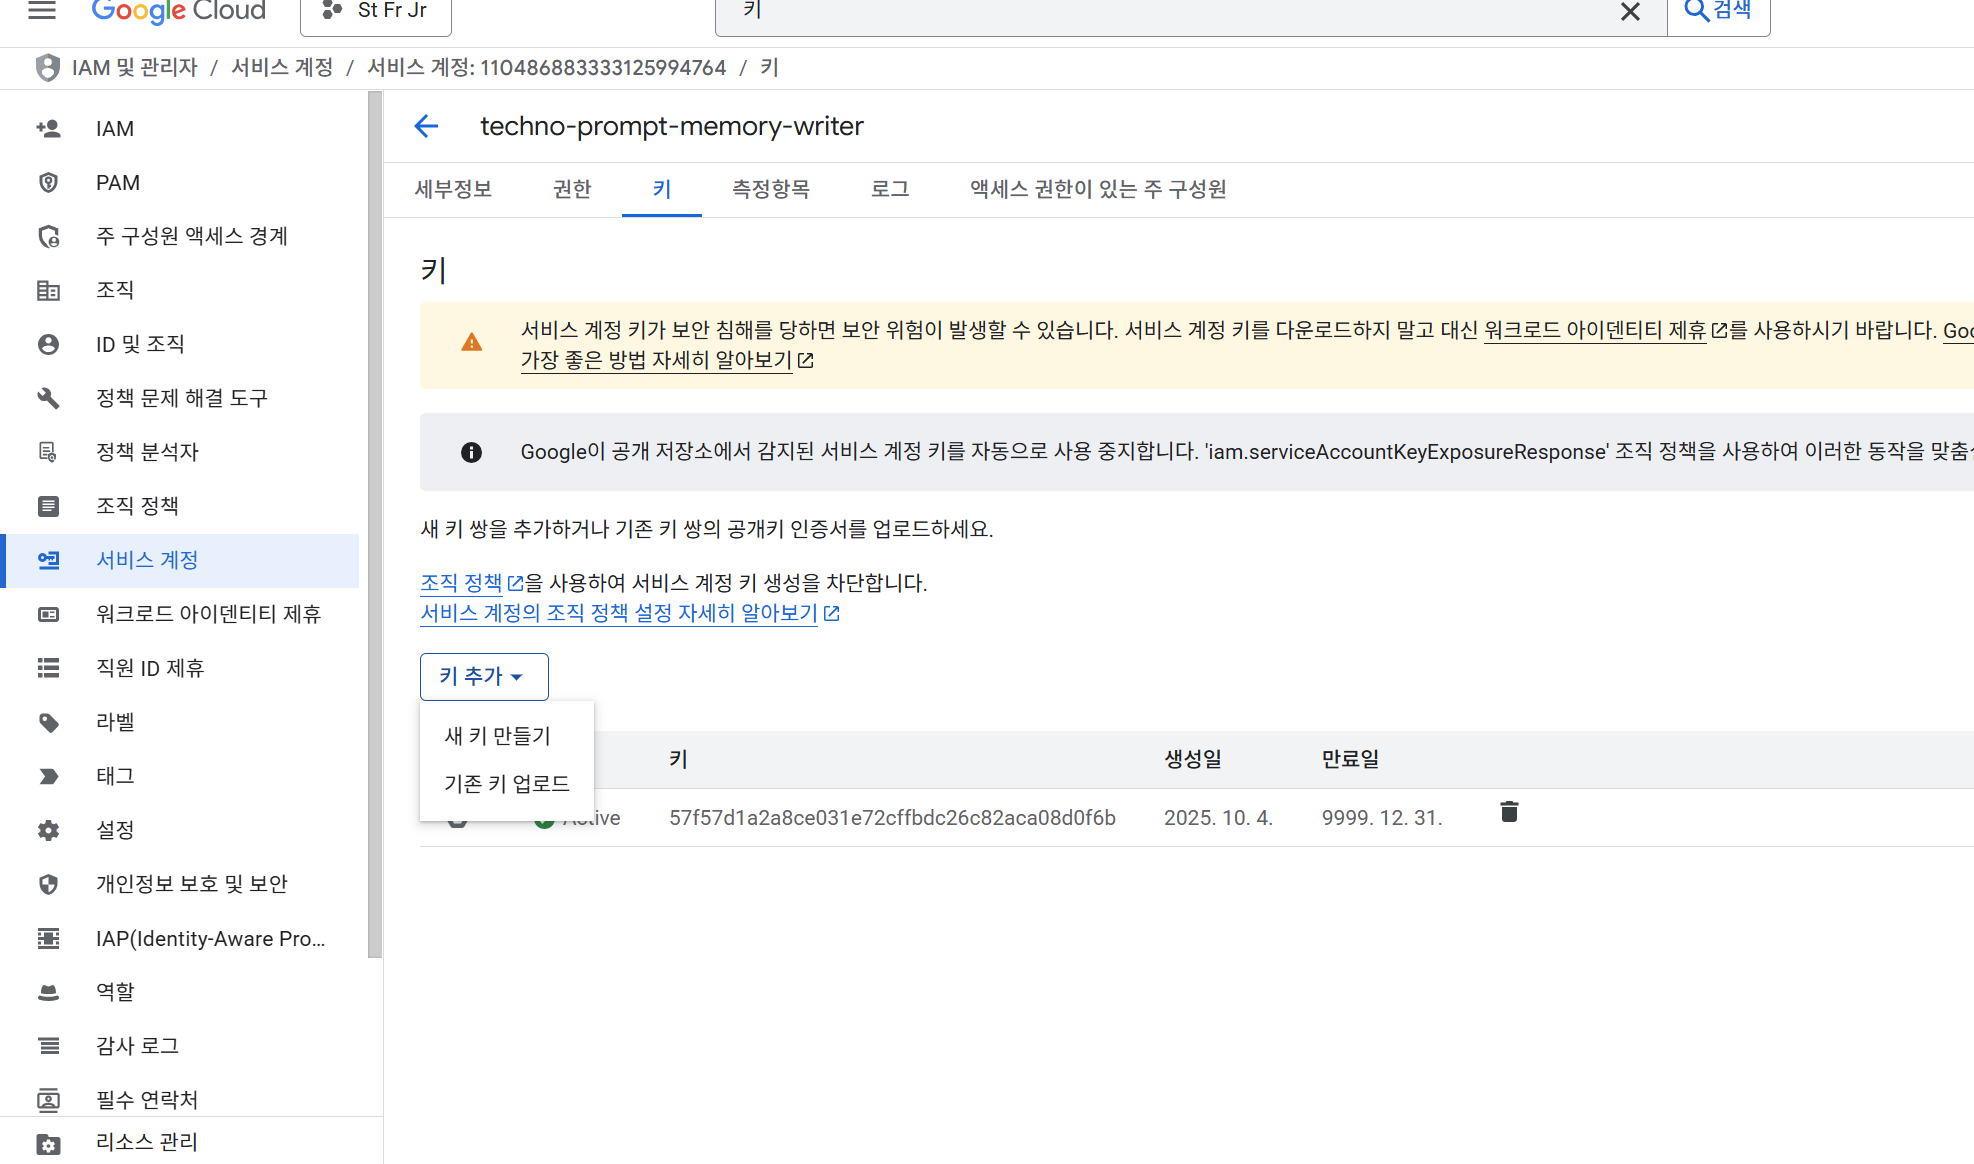 Google Cloud
St Fr Jr
키
검색
IAM 및 관리자 / 서비스 계정 / 서비스 계정: 110486883333125994764 / 키
IAM
PAM
주 구성원 액세스 경계
조직
ID 및 조직
정책 문제 해결 도구
정책 분석자
조직 정책
서비스 계정
워크로드 아이덴티티 제휴
직원 ID 제휴
라벨
태그
설정
개인정보 보호 및 보안
IAP(Identity-Aware Pro...
역할
감사 로그
필수 연락처
리소스 관리
techno-prompt-memory-writer
세부정보 권한 키 측정항목 로그 액세스 권한이 있는 주 구성원
키
서비스 계정 키가 보안 침해를 당하면 보안 위험이 발생할 수 있습니다. 서비스 계정 키를 다운로드하지 말고 대신 워크로드 아이덴티티 제휴를 사용하시기 바랍니다.
가장 좋은 방법 자세히 알아보기
Google이 공개 저장소에서 감지된 서비스 계정 키를 자동으로 사용 중지합니다. 'iam.serviceAccountKeyExposureResponse' 조직 정책을 사용하여 이러한 동작을
새 키 쌍을 추가하거나 기존 키 쌍의 공개키 인증서를 업로드하세요.
조직 정책을 사용하여 서비스 계정 키 생성을 차단합니다.
서비스 계정의 조직 정책 설정 자세히 알아보기
키 추가
새 키 만들기
기존 키 업로드
키 생성일 만료일
Active 57f57d1a2a8ce031e72cffbdc26c82aca08d0f6b 2025. 10. 4. 9999. 12. 31.